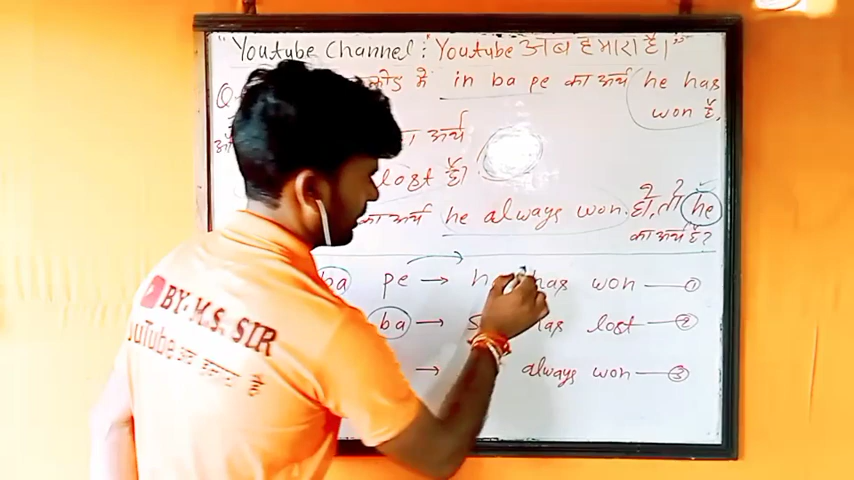 "Youtube Channel : Youtube अब हमारा है।"
Q. कोड में in ba pe का अर्थ he has
won है,
का अर्थ
lost है।
का अर्थ he always won. हो, तो he
का अर्थ है?
ba pe → he has won — ①
ba → has lost — ②
→ always won — ③
BY-M.S. SIR
YouTube अब हमारा है